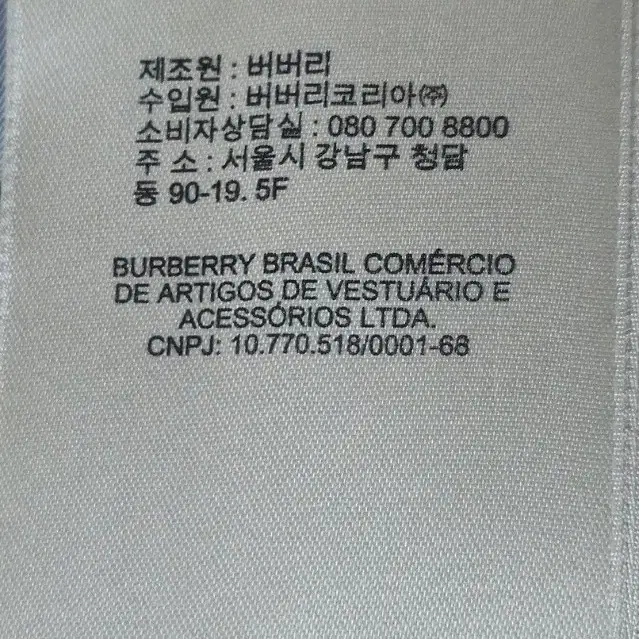 제조원 : 버버리
수입원 : 버버리코리아㈜
소비자상담실 : 080 700 8800
주 소 : 서울시 강남구 청담
동 90-19. 5F
BURBERRY BRASIL COMÉRCIO
DE ARTIGOS DE VESTUÁRIO E
ACESSÓRIOS LTDA.
CNPJ: 10.770.518/0001-68